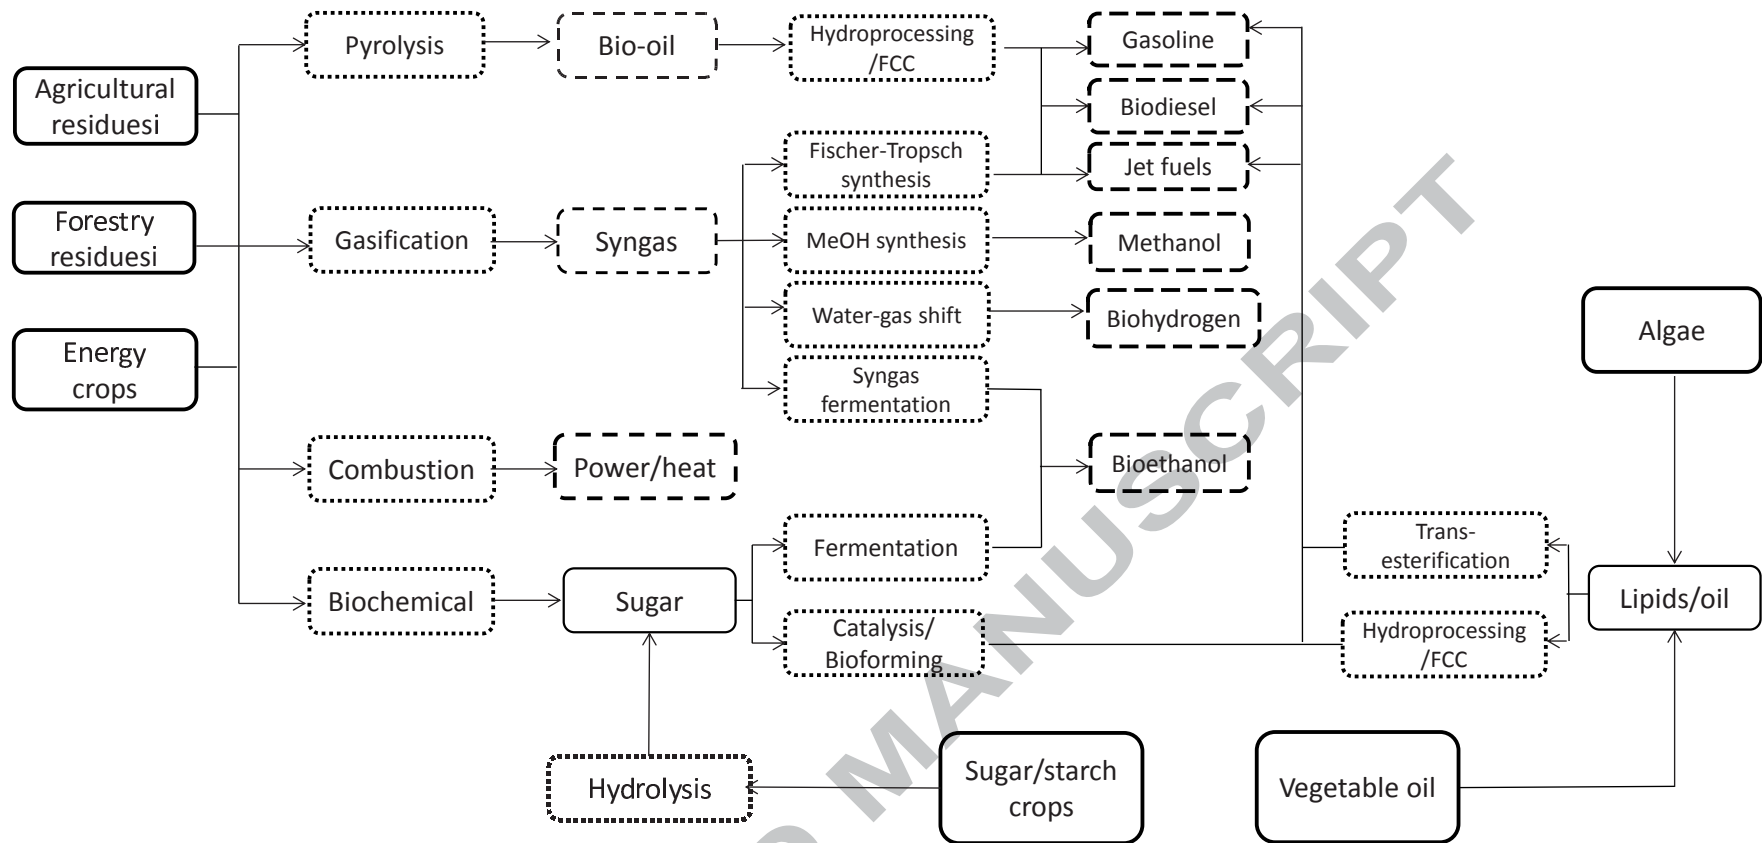 Agricultural
residuesi
Forestry
residuesi
Energy
crops
Pyrolysis
Bio-oil
Hydroprocessing
/FCC
Gasoline
Biodiesel
Jet fuels
Gasification
Syngas
Fischer-Tropsch
synthesis
MeOH synthesis
Methanol
Water-gas shift
Biohydrogen
Syngas
fermentation
Combustion
Power/heat
Bioethanol
Biochemical
Sugar
Fermentation
Catalysis/
Bioforming
Hydrolysis
Sugar/starch
crops
Algae
Trans-
esterification
Lipids/oil
Hydroprocessing
/FCC
Vegetable oil
MANUSCRIPT